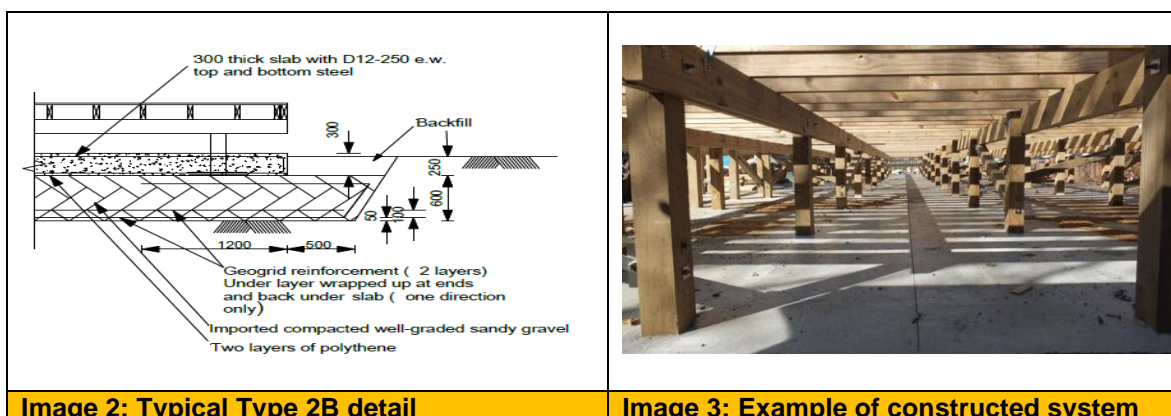 300 thick slab with D12-250 e.w.
top and bottom steel
Backfill
300
250
600
50
100
1200
500
Geogrid reinforcement ( 2 layers)
Under layer wrapped up at ends
and back under slab ( one direction
only)
Imported compacted well-graded sandy gravel
Two layers of polythene
Image 2: Typical Type 2B detail
Image 3: Example of constructed system